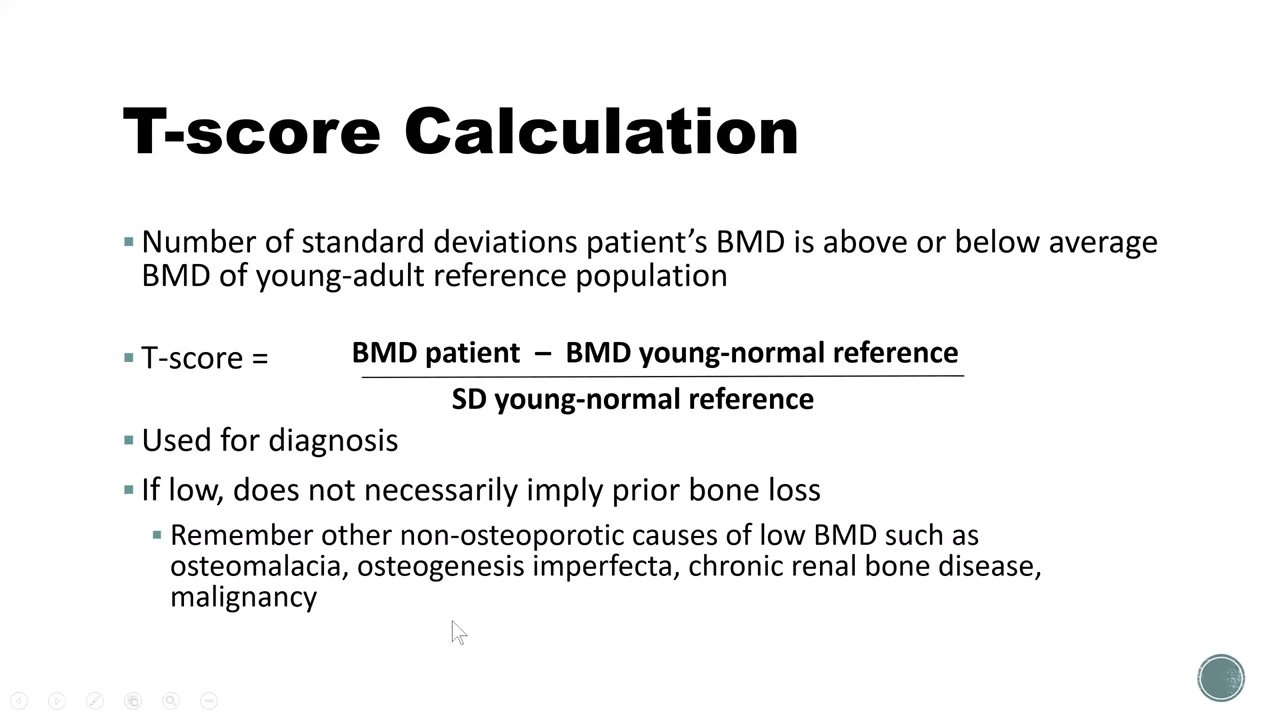 T-score Calculation
Number of standard deviations patient’s BMD is above or below average
BMD of young-adult reference population
T-score =
BMD patient – BMD young-normal reference
SD young-normal reference
Used for diagnosis
If low, does not necessarily imply prior bone loss
Remember other non-osteoporotic causes of low BMD such as
osteomalacia, osteogenesis imperfecta, chronic renal bone disease,
malignancy